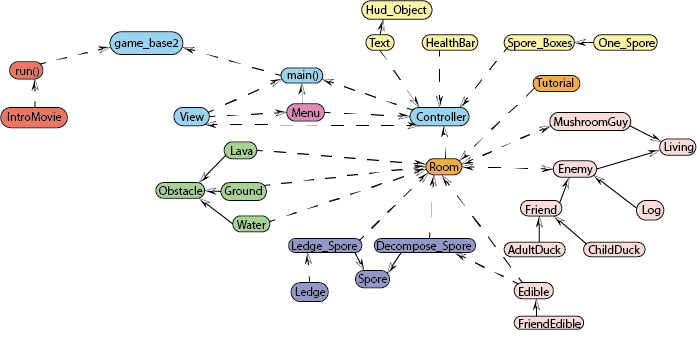 Hud_Object
game_base2
Text
HealthBar
Spore_Boxes
One_Spore
run()
main()
Tutorial
IntroMovie
View
Menu
Controller
MushroomGuy
Living
Lava
Room
Enemy
Obstacle
Ground
Friend
Log
Water
Ledge_Spore
Decompose_Spore
AdultDuck
ChildDuck
Spore
Ledge
Edible
FriendEdible